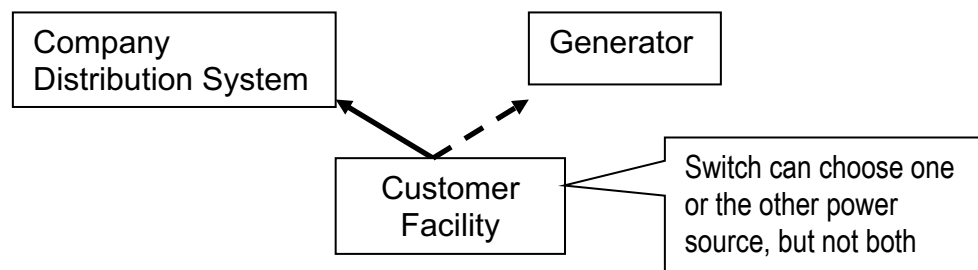 Company
Distribution System
Generator
Customer
Facility
Switch can choose one
or the other power
source, but not both